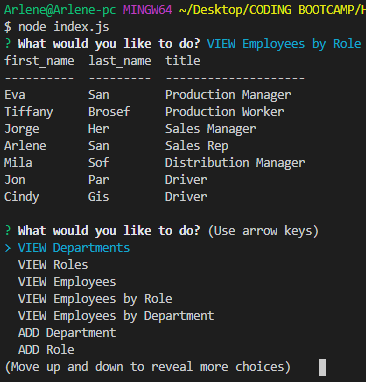 Arlene@Arlene-pc MINGW64 ~/Desktop/CODING BOOTCAMP/H
$ node index.js
? What would you like to do? VIEW Employees by Role
first_name  last_name  title
----------  ---------  --------------------
Eva         San        Production Manager
Tiffany     Brosef     Production Worker
Jorge       Her        Sales Manager
Arlene      San        Sales Rep
Mila        Sof        Distribution Manager
Jon         Par        Driver
Cindy       Gis        Driver
? What would you like to do? (Use arrow keys)
> VIEW Departments
  VIEW Roles
  VIEW Employees
  VIEW Employees by Role
  VIEW Employees by Department
  ADD Department
  ADD Role
(Move up and down to reveal more choices)